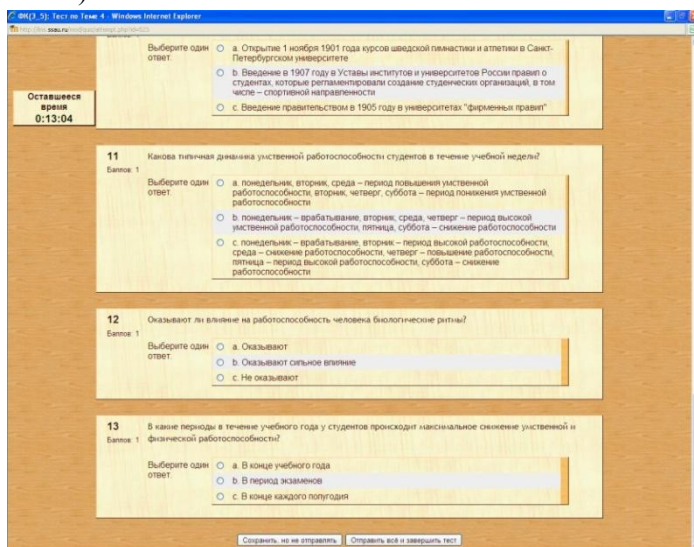 ФК(3_5): Тест по Теме 4 - Windows Internet Explorer
Баллов: 1
Выберите один
ответ.
a. Открытие 1 ноября 1901 года курсов шведской гимнастики и атлетики в Санкт-
Петербургском университете
b. Введение в 1907 году в Уставы институтов и университетов России правил о
студентах, которые регламентировали создание студенческих организаций, в том
числе – спортивной направленности
c. Введение правительством в 1905 году в университетах "фирменных правил"
Оставшееся
время
0:13:04
11
Какова типичная динамика умственной работоспособности студентов в течение учебной недели?
Баллов: 1
Выберите один
ответ.
a. понедельник, вторник, среда – период повышения умственной
работоспособности, вторник, четверг, суббота – период понижения умственной
работоспособности
b. понедельник – врабатывание, вторник, среда, четверг – период высокой
умственной работоспособности, пятница, суббота – снижение работоспособности
c. понедельник – врабатывание, вторник – период высокой работоспособности,
среда – снижение работоспособности, четверг – повышение работоспособности,
пятница – период высокой работоспособности, суббота – снижение
работоспособности
12
Оказывают ли влияние на работоспособность человека биологические ритмы?
Баллов: 1
Выберите один
ответ.
a. Оказывают
b. Оказывают сильное влияние
c. Не оказывают
13
В какие периоды в течение учебного года у студентов происходит максимальное снижение умственной и
Баллов: 1
физической работоспособности?
Выберите один
ответ.
a. В конце учебного года
b. В период экзаменов
c. В конце каждого полугодия
Сохранить, но не отправлять
Отправить всё и завершить тест